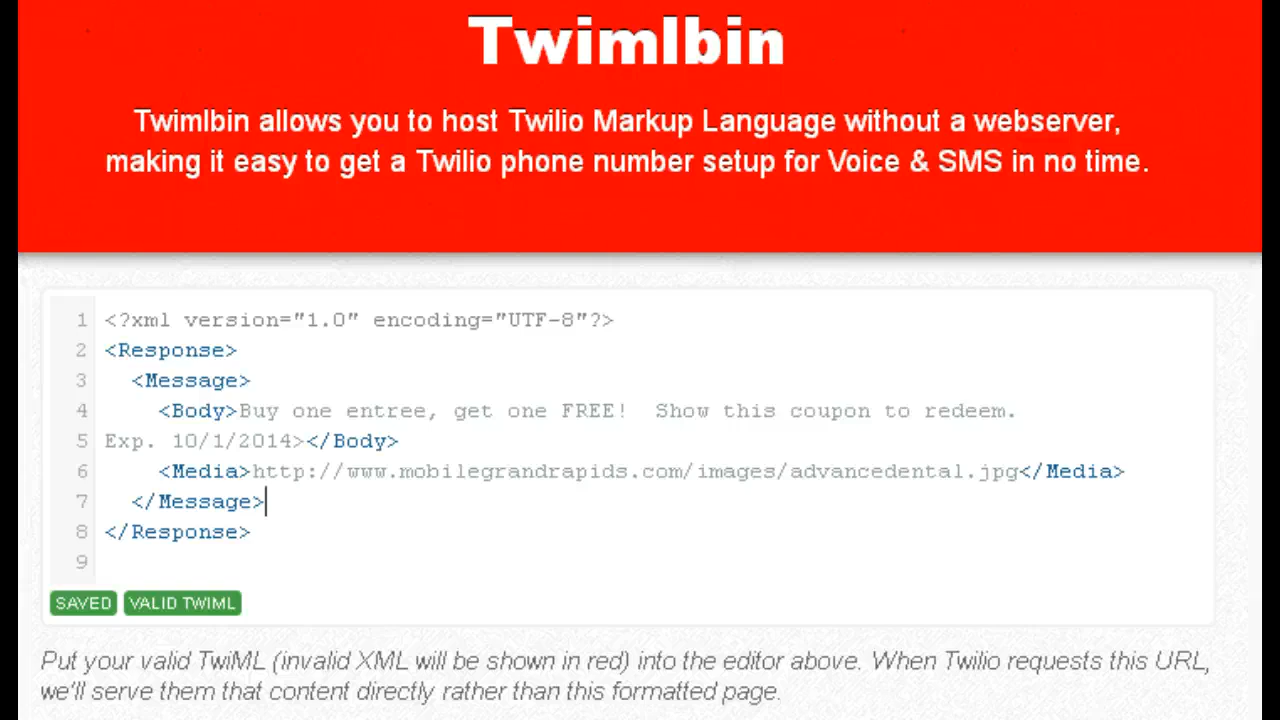 Twimlbin
Twimlbin allows you to host Twilio Markup Language without a webserver,
making it easy to get a Twilio phone number setup for Voice & SMS in no time.
1 <?xml version="1.0" encoding="UTF-8"?>
2 <Response>
3   <Message>
4     <Body>Buy one entree, get one FREE!  Show this coupon to redeem.
5 Exp. 10/1/2014></Body>
6     <Media>http://www.mobilegrandrapids.com/images/advancedental.jpg</Media>
7   </Message>
8 </Response>
9
SAVED VALID TWIML
Put your valid TwiML (invalid XML will be shown in red) into the editor above. When Twilio requests this URL,
we'll serve them that content directly rather than this formatted page.